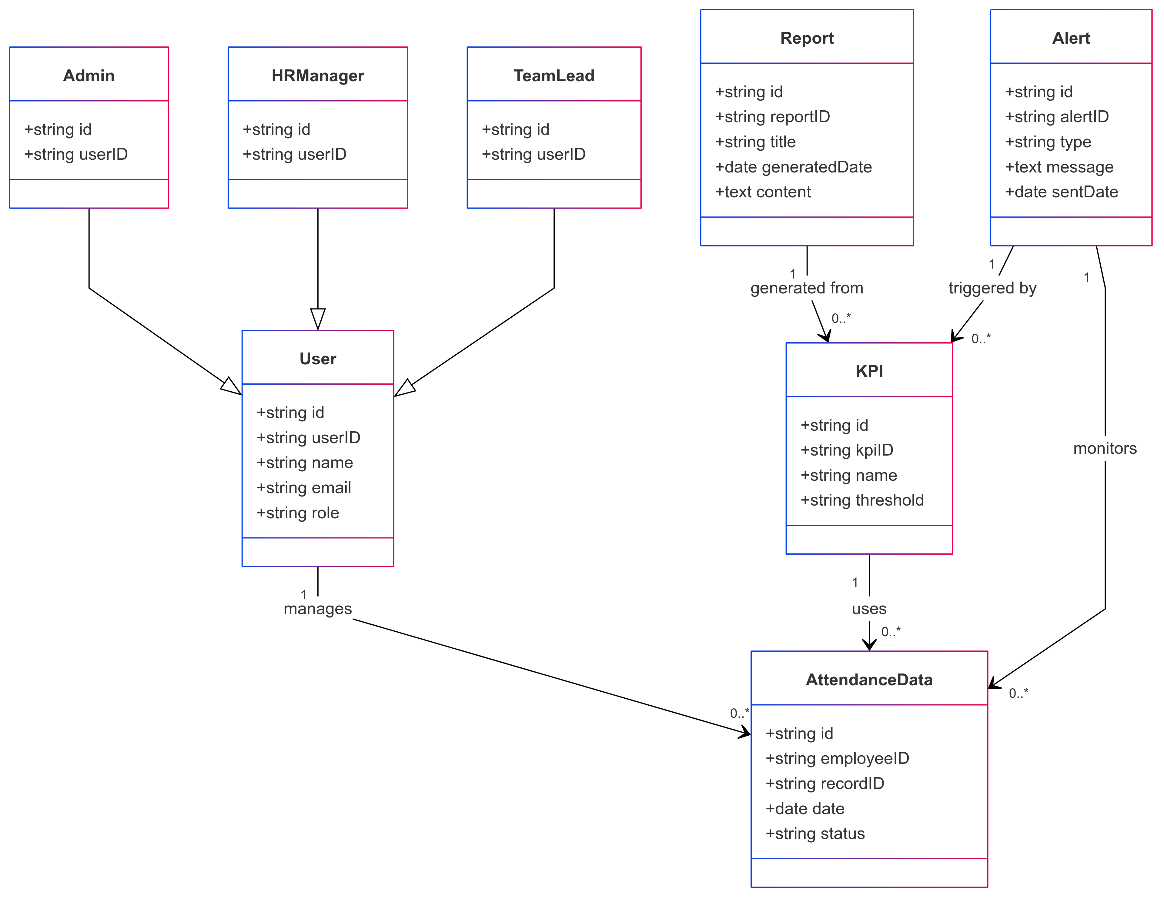 Admin
+string id
+string userID
HRManager
+string id
+string userID
TeamLead
+string id
+string userID
Report
+string id
+string reportID
+string title
+date generatedDate
+text content
Alert
+string id
+string alertID
+string type
+text message
+date sentDate
1
generated from
0..*
1
triggered by
0..*
1
monitors
0..*
User
+string id
+string userID
+string name
+string email
+string role
KPI
+string id
+string kpiID
+string name
+string threshold
1
manages
0..*
1
uses
0..*
AttendanceData
+string id
+string employeeID
+string recordID
+date date
+string status